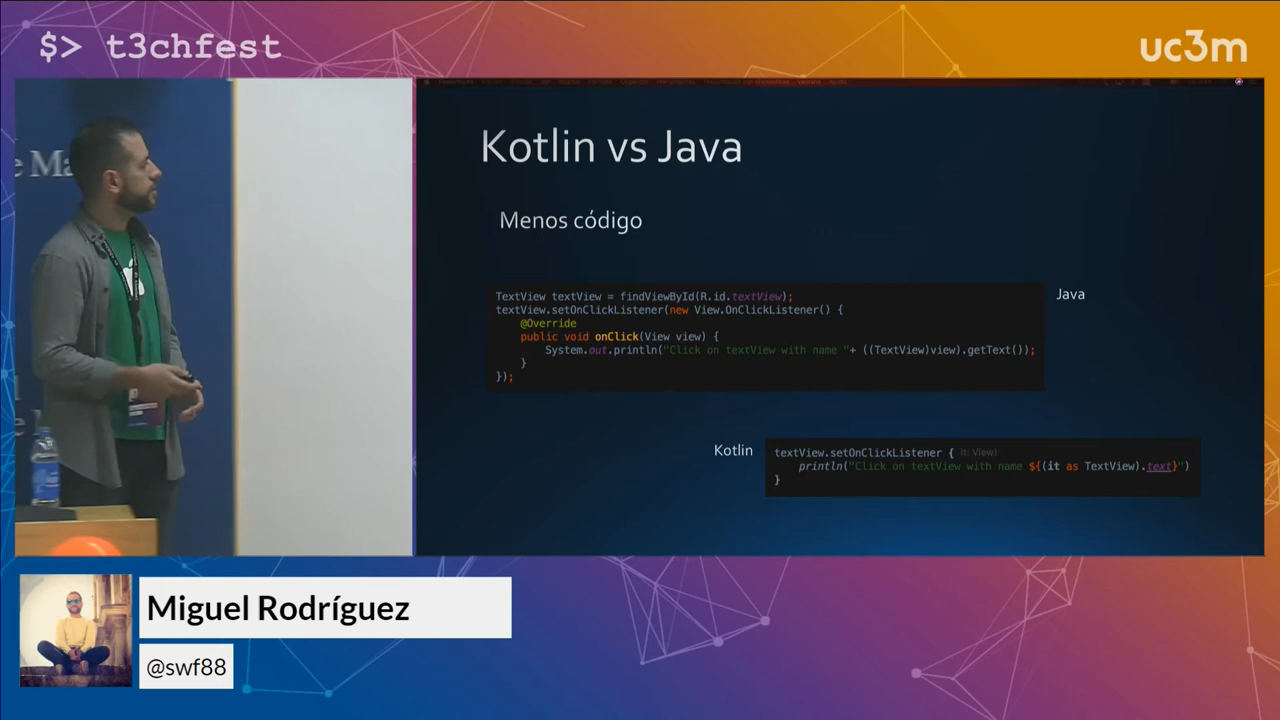 $> t3chfest
uc3m
e Ma
Kotlin vs Java
Menos código
TextView textView = findViewById(R.id.textView);
textView.setOnClickListener(new View.OnClickListener() {
@Override
public void onClick(View view) {
System.out.println("Click on textView with name "+ ((TextView)view).getText());
}
});
Java
Kotlin
textView.setOnClickListener { it: View)
println("Click on textView with name ${(it as TextView).text}")
}
Miguel Rodríguez
@swf88